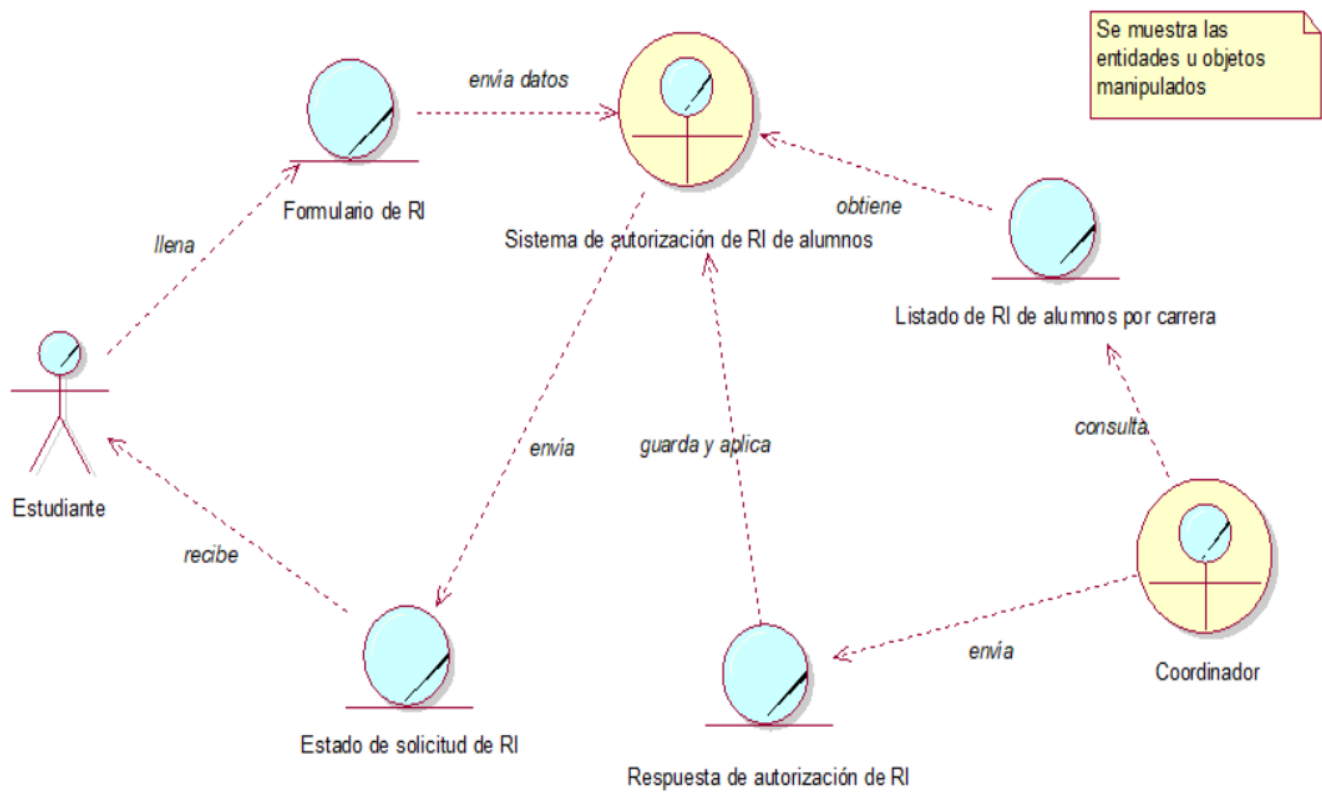 Se muestra las
entidades u objetos
manipulados
envía datos
Formulario de RI
obtiene
Sistema de autorización de RI de alumnos
llena
Listado de RI de alumnos por carrera
consulta
envía
guarda y aplica
Estudiante
recibe
envia
Coordinador
Estado de solicitud de RI
Respuesta de autorización de RI